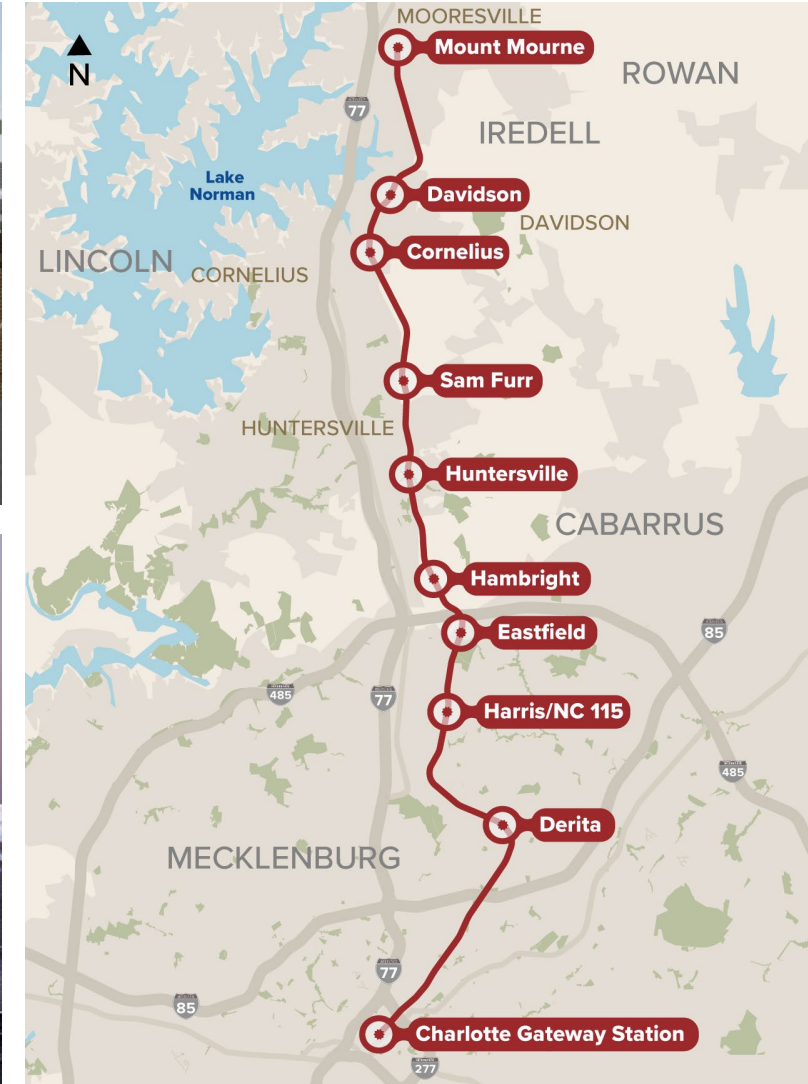 MOORESVILLE
Mount Mourne
N
ROWAN
77
IREDELL
Lake
Norman
Davidson
DAVIDSON
Cornelius
LINCOLN
CORNELIUS
Sam Furr
HUNTERSVILLE
Huntersville
CABARRUS
Hambright
Eastfield
85
485
77
Harris/NC 115
485
Derita
MECKLENBURG
77
85
Charlotte Gateway Station
277